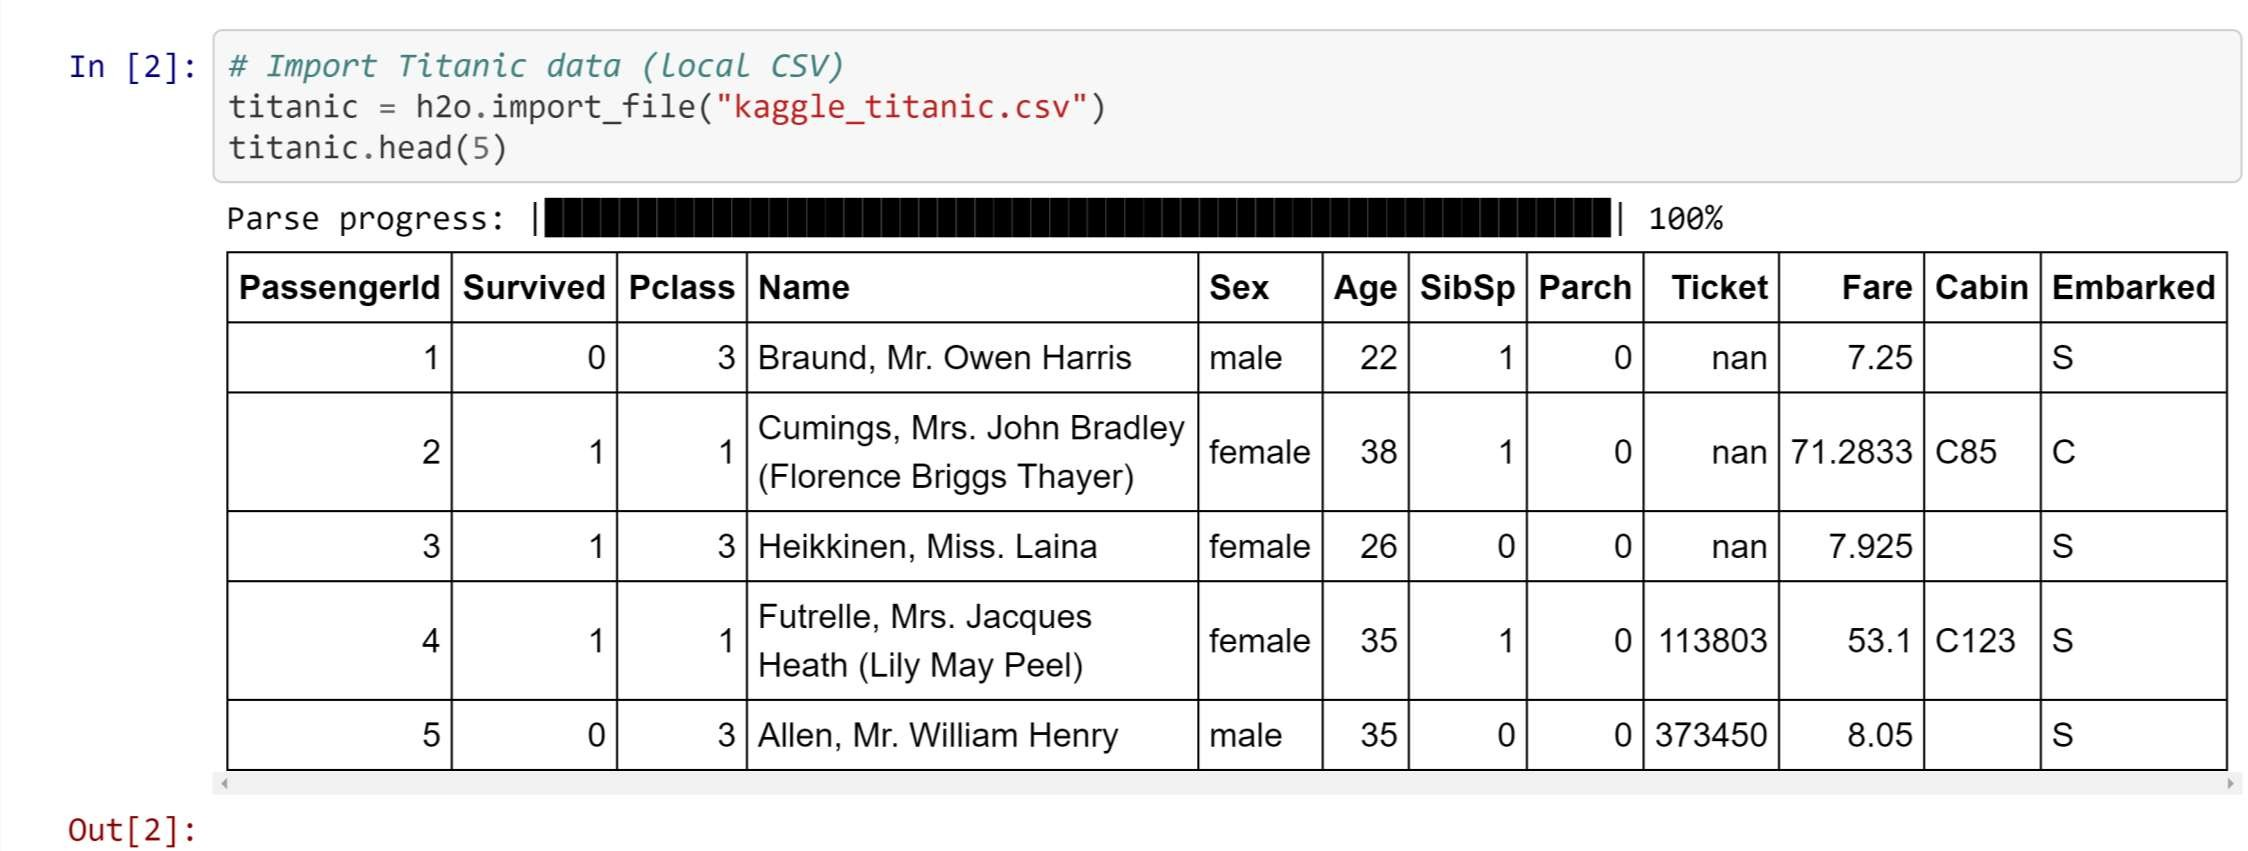 In [2]:
# Import Titanic data (local CSV)
titanic = h2o.import_file("kaggle_titanic.csv")
titanic.head(5)
Parse progress: |█████████████████████████████████████████████████████████| 100%
PassengerId Survived Pclass Name Sex Age SibSp Parch Ticket Fare Cabin Embarked
1 0 3 Braund, Mr. Owen Harris male 22 1 0 nan 7.25 S
2 1 1 Cumings, Mrs. John Bradley
(Florence Briggs Thayer) female 38 1 0 nan 71.2833 C85 C
3 1 3 Heikkinen, Miss. Laina female 26 0 0 nan 7.925 S
4 1 1 Futrelle, Mrs. Jacques
Heath (Lily May Peel) female 35 1 0 113803 53.1 C123 S
5 0 3 Allen, Mr. William Henry male 35 0 0 373450 8.05 S
Out[2]: